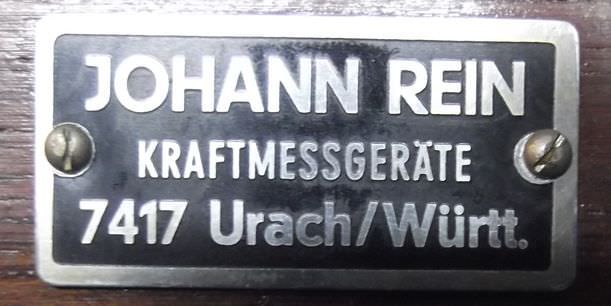 JOHANN REIN
KRAFTMESSGERÄTE
7417 Urach/Württ.